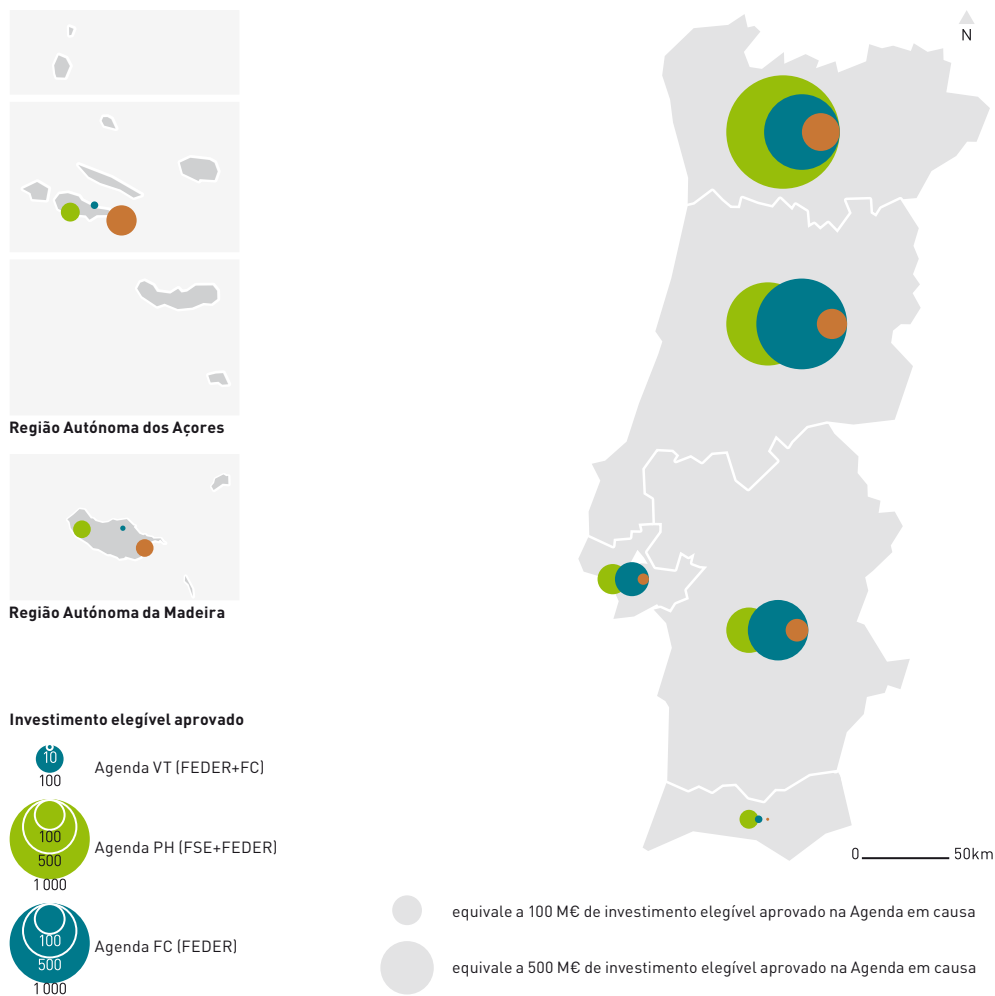 N
Região Autónoma dos Açores
Região Autónoma da Madeira
Investimento elegível aprovado
10
100
Agenda VT (FEDER+FC)
100
500
1 000
Agenda PH (FSE+FEDER)
100
500
1 000
Agenda FC (FEDER)
0 50km
equivale a 100 M€ de investimento elegível aprovado na Agenda em causa
equivale a 500 M€ de investimento elegível aprovado na Agenda em causa